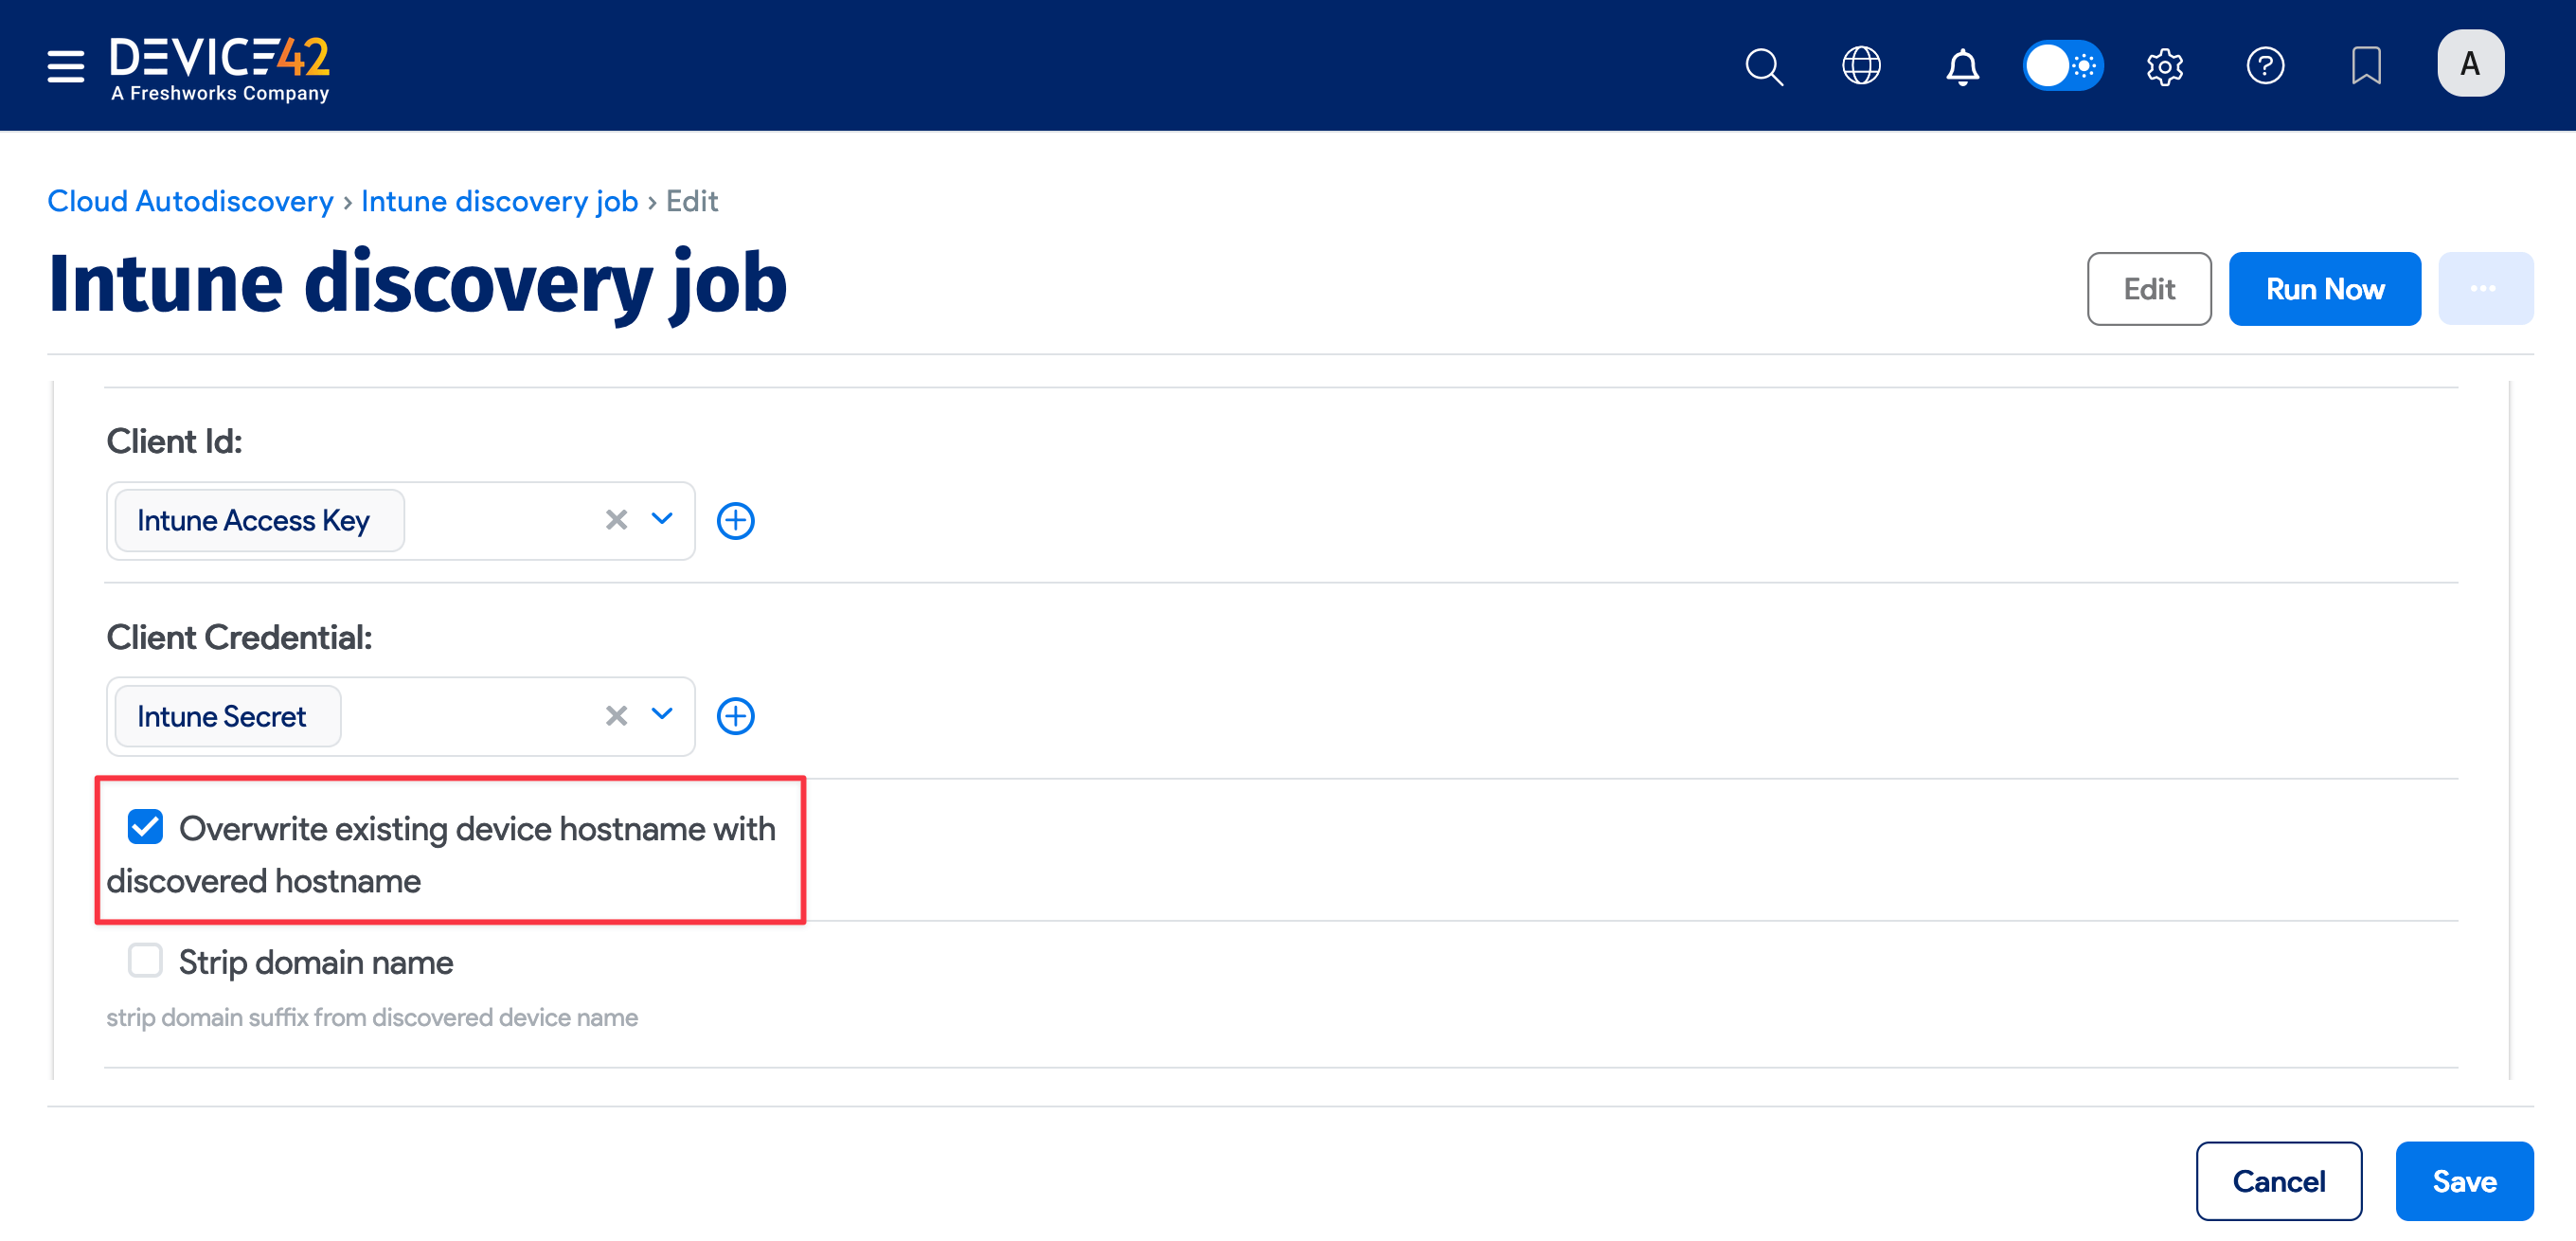 DEVICE42
A Freshworks Company
A
Cloud Autodiscovery › Intune discovery job › Edit
Intune discovery job
Edit
Run Now
...
Client Id:
Intune Access Key
Client Credential:
Intune Secret
Overwrite existing device hostname with
discovered hostname
Strip domain name
strip domain suffix from discovered device name
Cancel
Save